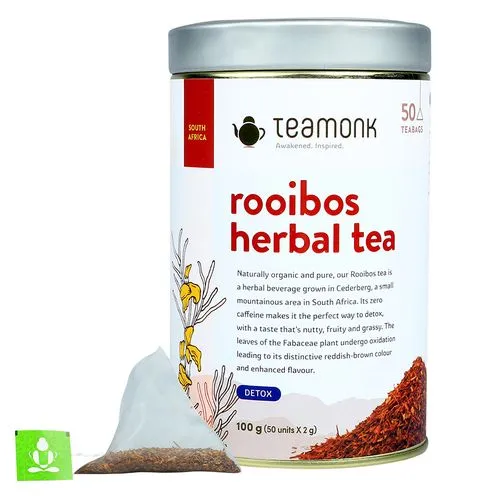 SOUTH
AFRICA
TEAMONK
Awakened. Inspired.
50
TEABAGS
rooibos
herbal tea
Naturally organic and pure, our Rooibos tea is
a herbal beverage grown in Cederberg, a small
mountainous area in South Africa. Its zero
caffeine makes it the perfect way to detox,
with a taste that's nutty, fruity and grassy. The
leaves of the Fabaceae plant undergo oxidation
leading to its distinctive reddish-brown colour
and enhanced flavour.
DETOX
100 g (50 units X 2 g)